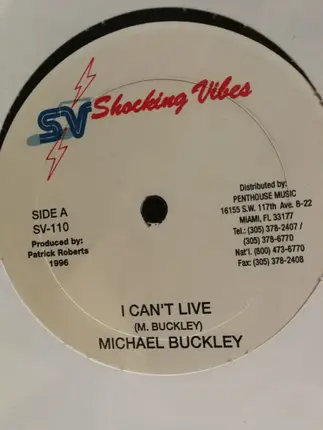 SV Shocking Vibes
SIDE A
SV-110
Produced by:
Patrick Roberts
1996
Distributed by:
PENTHOUSE MUSIC
16155 S.W. 117th Ave. B-22
MIAMI, FL 33177
Tel.: (305) 378-2407 /
(305) 378-6770
Nat'l. (800) 473-6770
Fax: (305) 378-2408
I CAN'T LIVE
(M. BUCKLEY)
MICHAEL BUCKLEY